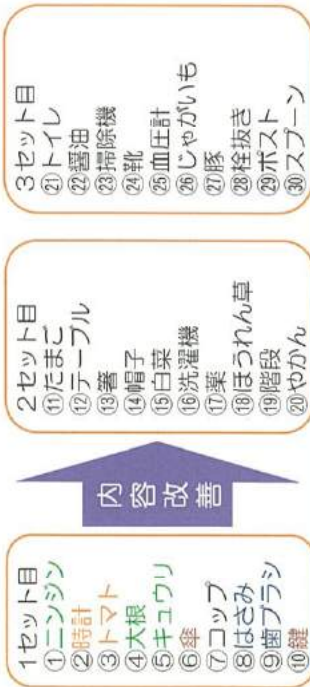 1セット目
①ニンジン
②時計
③トマト
④大根
⑤キュウリ
⑥傘
⑦コップ
⑧はさみ
⑨歯ブラシ
⑩鍵
内容改善
2セット目
⑪たまご
⑫テーブル
⑬箸
⑭帽子
⑮白菜
⑯洗濯機
⑰薬
⑱ほうれん草
⑲階段
⑳やかん
3セット目
㉑トイレ
㉒醤油
㉓掃除機
㉔靴
㉕血圧計
㉖じゃがいも
㉗豚
㉘栓抜き
㉙ポスト
㉚スプーン